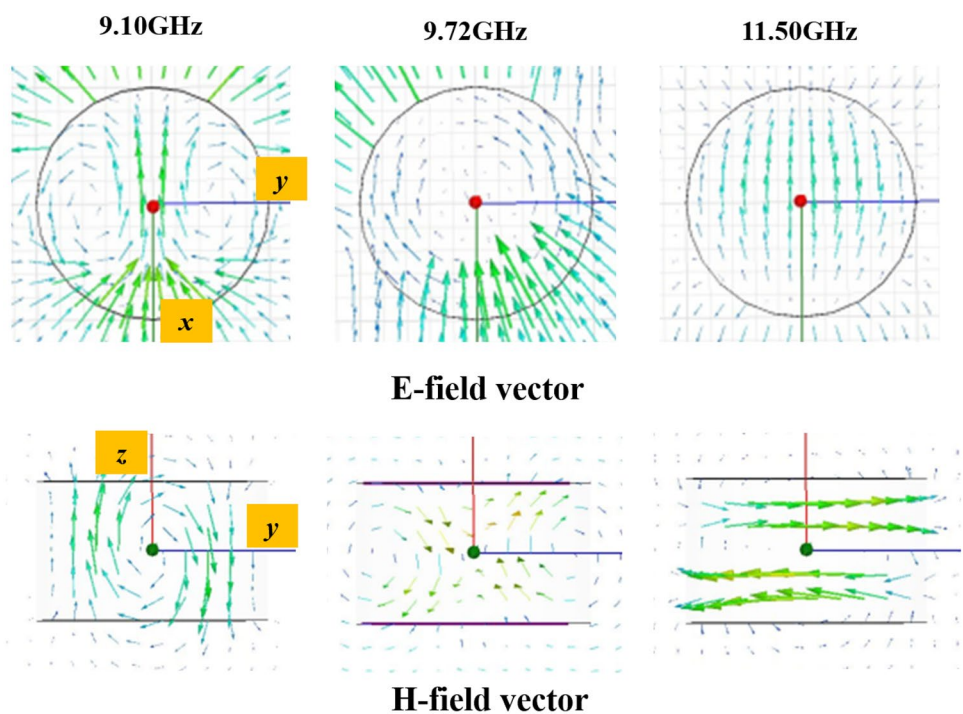 9.10GHz
9.72GHz
11.50GHz
y
x
E-field vector
z
y
H-field vector